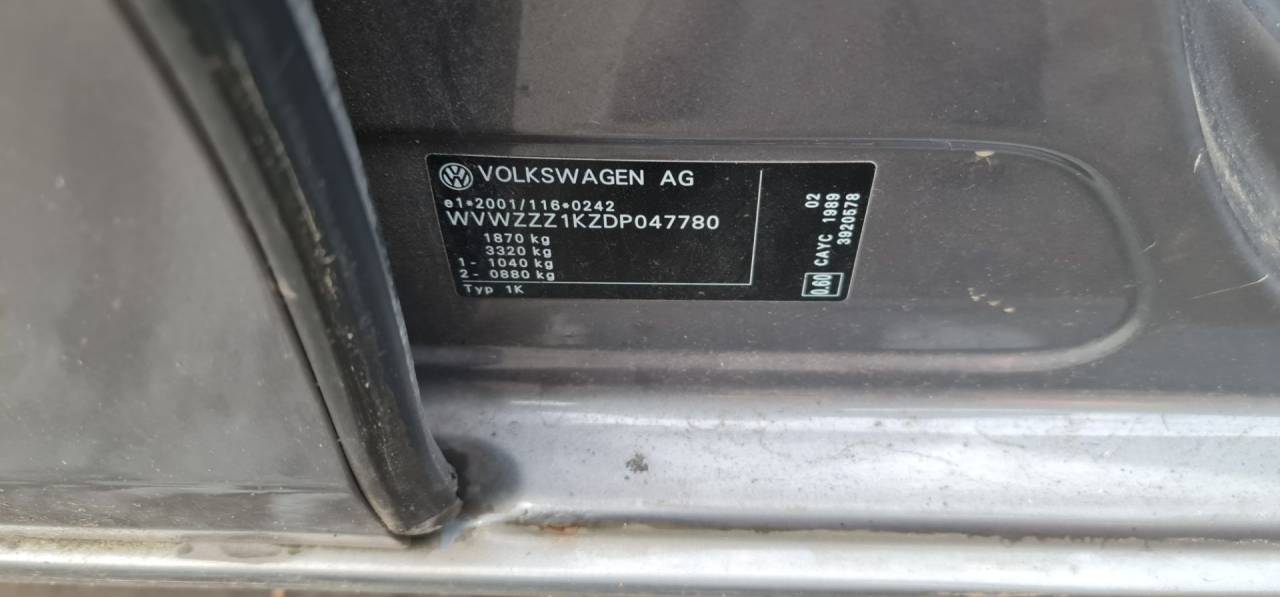 VOLKSWAGEN AG
e1*2001/116*0242
WVWZZZ1KZDP047780
1870 kg
3320 kg
1- 1040 kg
2- 0880 kg
Typ 1K
02
0.60 CAYC 1989
3920578